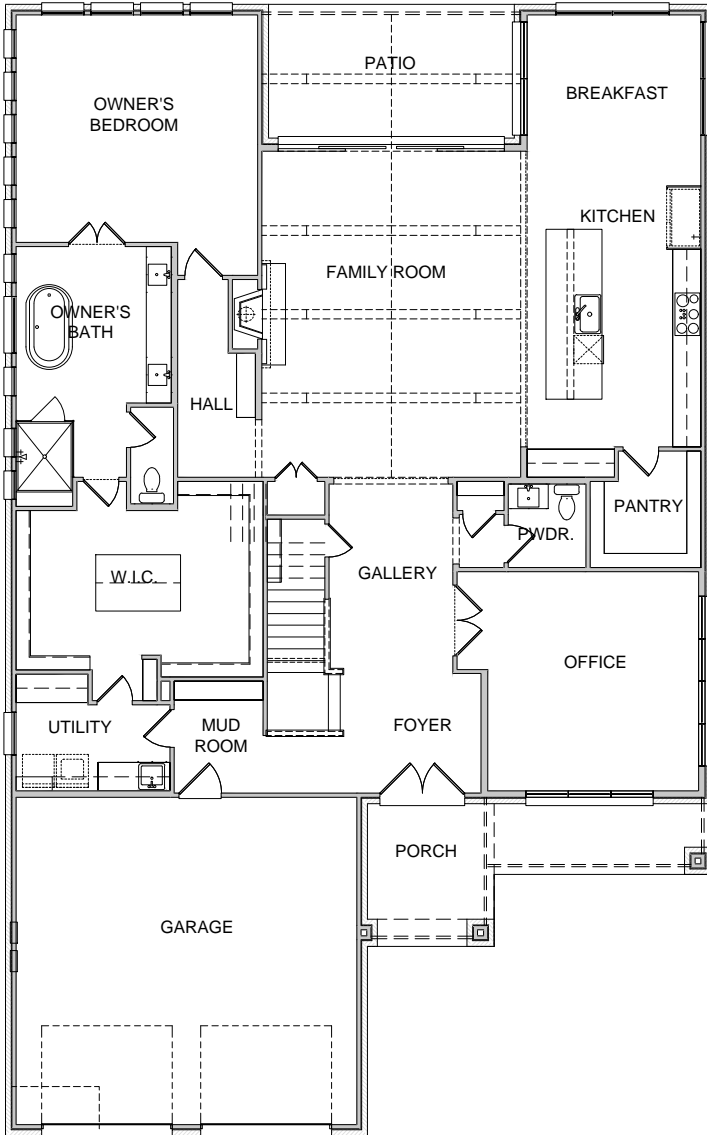 PATIO
OWNER'S
BEDROOM
BREAKFAST
KITCHEN
FAMILY ROOM
OWNER'S
BATH
HALL
PANTRY
PWDR.
GALLERY
W.I.C.
OFFICE
UTILITY
MUD
ROOM
FOYER
PORCH
GARAGE